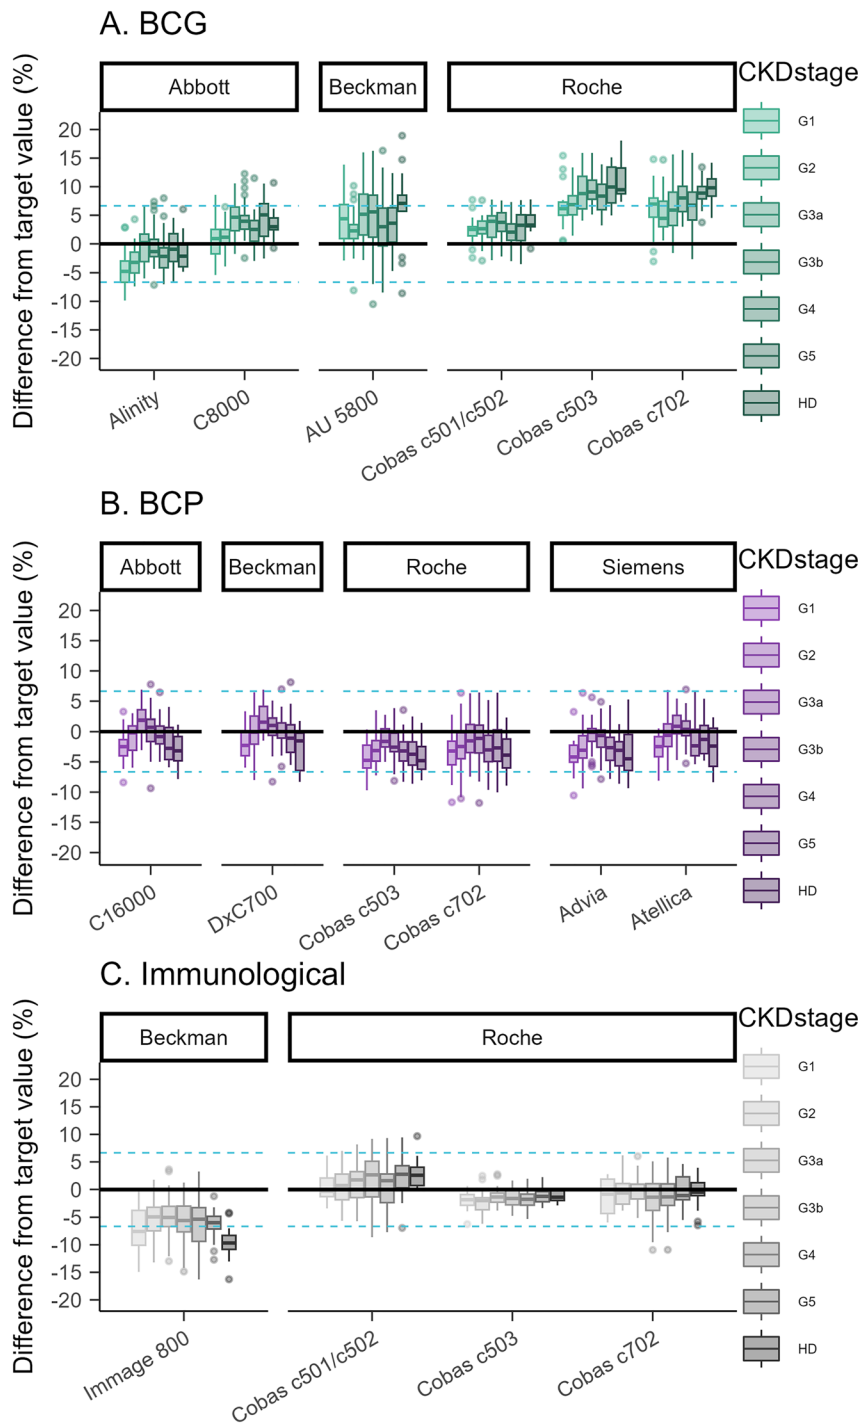 A. BCG
Difference from target value (%)
Abbott
Beckman
Roche
20
15
10
5
0
-5
-10
-15
-20
Alinity
C8000
AU 5800
Cobas c501/c502
Cobas c503
Cobas c702
CKDstage
G1
G2
G3a
G3b
G4
G5
HD
B. BCP
Difference from target value (%)
Abbott
Beckman
Roche
Siemens
20
15
10
5
0
-5
-10
-15
-20
C16000
DxC700
Cobas c503
Cobas c702
Advia
Atellica
CKDstage
G1
G2
G3a
G3b
G4
G5
HD
C. Immunological
Difference from target value (%)
Beckman
Roche
20
15
10
5
0
-5
-10
-15
-20
Immage 800
Cobas c501/c502
Cobas c503
Cobas c702
CKDstage
G1
G2
G3a
G3b
G4
G5
HD